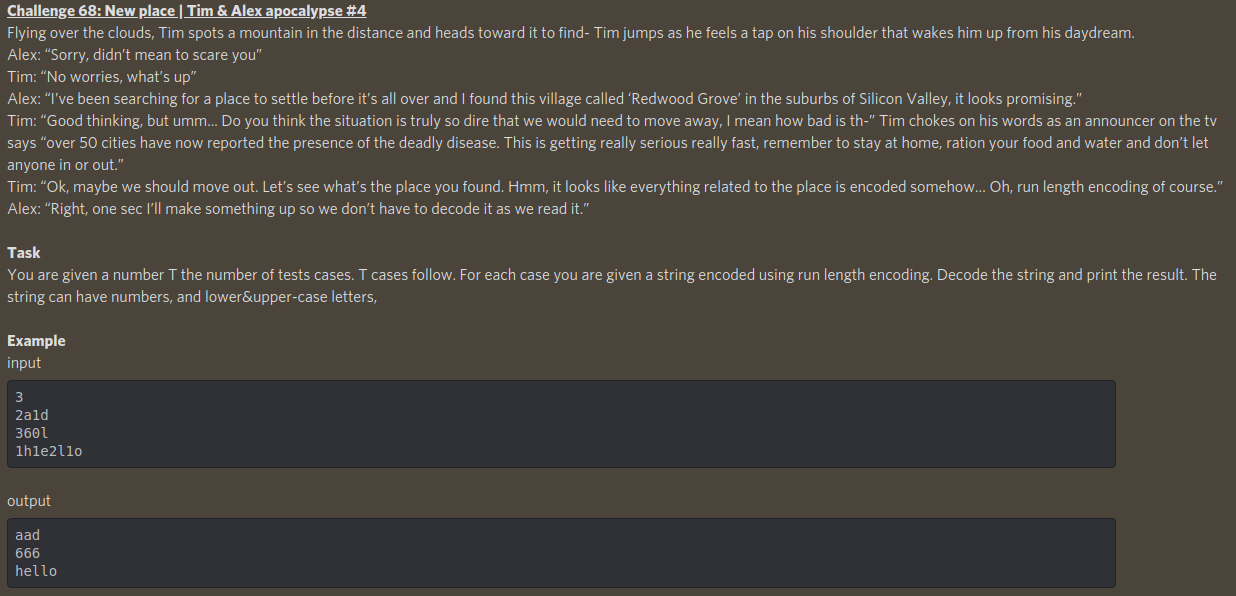 Challenge 68: New place | Tim & Alex apocalypse #4
Flying over the clouds, Tim spots a mountain in the distance and heads toward it to find- Tim jumps as he feels a tap on his shoulder that wakes him up from his daydream.
Alex: “Sorry, didn’t mean to scare you”
Tim: “No worries, what’s up”
Alex: “I’ve been searching for a place to settle before it’s all over and I found this village called ‘Redwood Grove’ in the suburbs of Silicon Valley, it looks promising.”
Tim: “Good thinking, but umm... Do you think the situation is truly so dire that we would need to move away, I mean how bad is th-” Tim chokes on his words as an announcer on the tv
says “over 50 cities have now reported the presence of the deadly disease. This is getting really serious really fast, remember to stay at home, ration your food and water and don’t let
anyone in or out.”
Tim: “Ok, maybe we should move out. Let’s see what’s the place you found. Hmm, it looks like everything related to the place is encoded somehow... Oh, run length encoding of course.”
Alex: “Right, one sec I’ll make something up so we don’t have to decode it as we read it.”
Task
You are given a number T the number of tests cases. T cases follow. For each case you are given a string encoded using run length encoding. Decode the string and print the result. The
string can have numbers, and lower&upper-case letters,
Example
input
3
2a1d
360l
1h1e2l1o
output
aad
666
hello